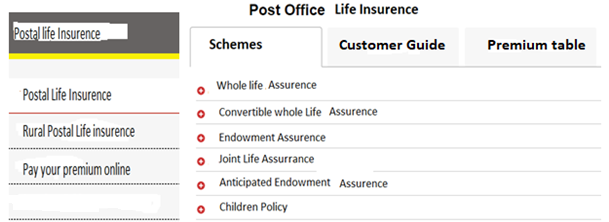 Post Office Life Insurence
Postal life Insurence
Schemes
Customer Guide
Premium table
Postal Life Insurence
Rural Postal Life insurence
Pay your premium online
Whole life Assurence
Convertible whole Life Assurence
Endowment Assurence
Joint Life Assurrance
Anticipated Endowment Assurence
Children Policy